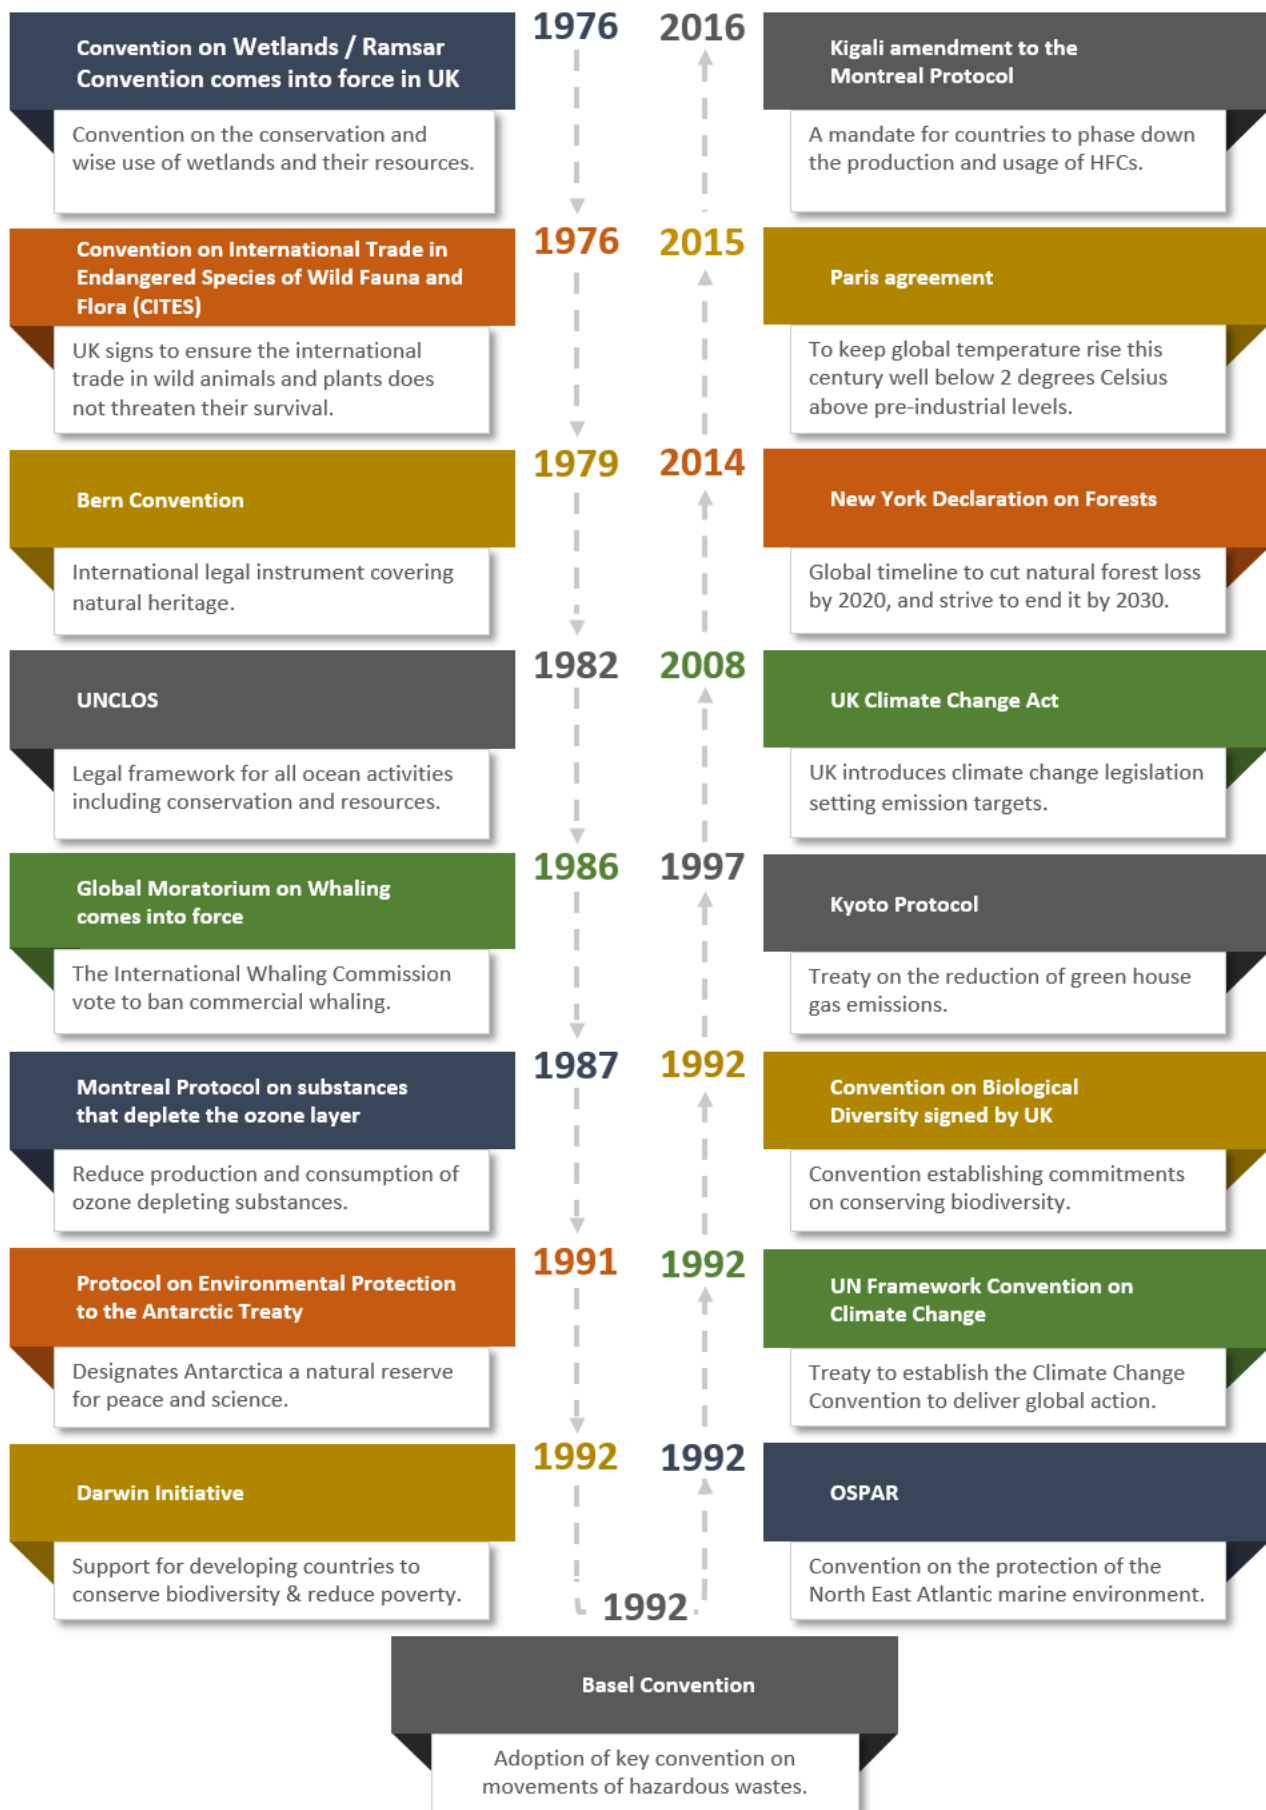 1976
Convention on Wetlands / Ramsar
Convention comes into force in UK
Convention on the conservation and
wise use of wetlands and their resources.
1976
Convention on International Trade in
Endangered Species of Wild Fauna and
Flora (CITES)
UK signs to ensure the international
trade in wild animals and plants does
not threaten their survival.
1979
Bern Convention
International legal instrument covering
natural heritage.
1982
UNCLOS
Legal framework for all ocean activities
including conservation and resources.
1986
Global Moratorium on Whaling
comes into force
The International Whaling Commission
vote to ban commercial whaling.
1987
Montreal Protocol on substances
that deplete the ozone layer
Reduce production and consumption of
ozone depleting substances.
1991
Protocol on Environmental Protection
to the Antarctic Treaty
Designates Antarctica a natural reserve
for peace and science.
1992
Darwin Initiative
Support for developing countries to
conserve biodiversity & reduce poverty.
1992
Basel Convention
Adoption of key convention on
movements of hazardous wastes.
1992
OSPAR
Convention on the protection of the
North East Atlantic marine environment.
1992
UN Framework Convention on
Climate Change
Treaty to establish the Climate Change
Convention to deliver global action.
1992
Convention on Biological
Diversity signed by UK
Convention establishing commitments
on conserving biodiversity.
1997
Kyoto Protocol
Treaty on the reduction of green house
gas emissions.
2008
UK Climate Change Act
UK introduces climate change legislation
setting emission targets.
2014
New York Declaration on Forests
Global timeline to cut natural forest loss
by 2020, and strive to end it by 2030.
2015
Paris agreement
To keep global temperature rise this
century well below 2 degrees Celsius
above pre-industrial levels.
2016
Kigali amendment to the
Montreal Protocol
A mandate for countries to phase down
the production and usage of HFCs.